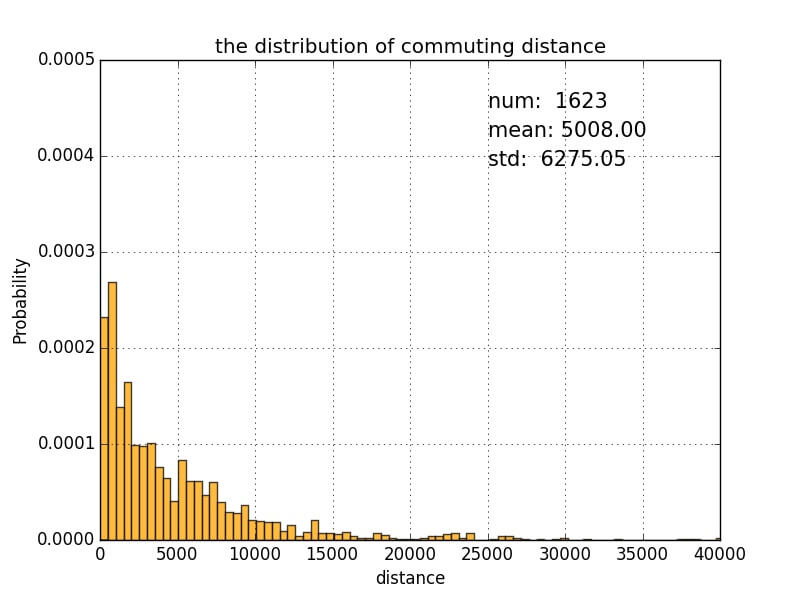 the distribution of commuting distance
0.0005
num:  1623
mean: 5008.00
0.0004
std:  6275.05
0.0003
Probability
0.0002
0.0001
0.0000
0 5000 10000 15000 20000 25000 30000 35000 40000
distance